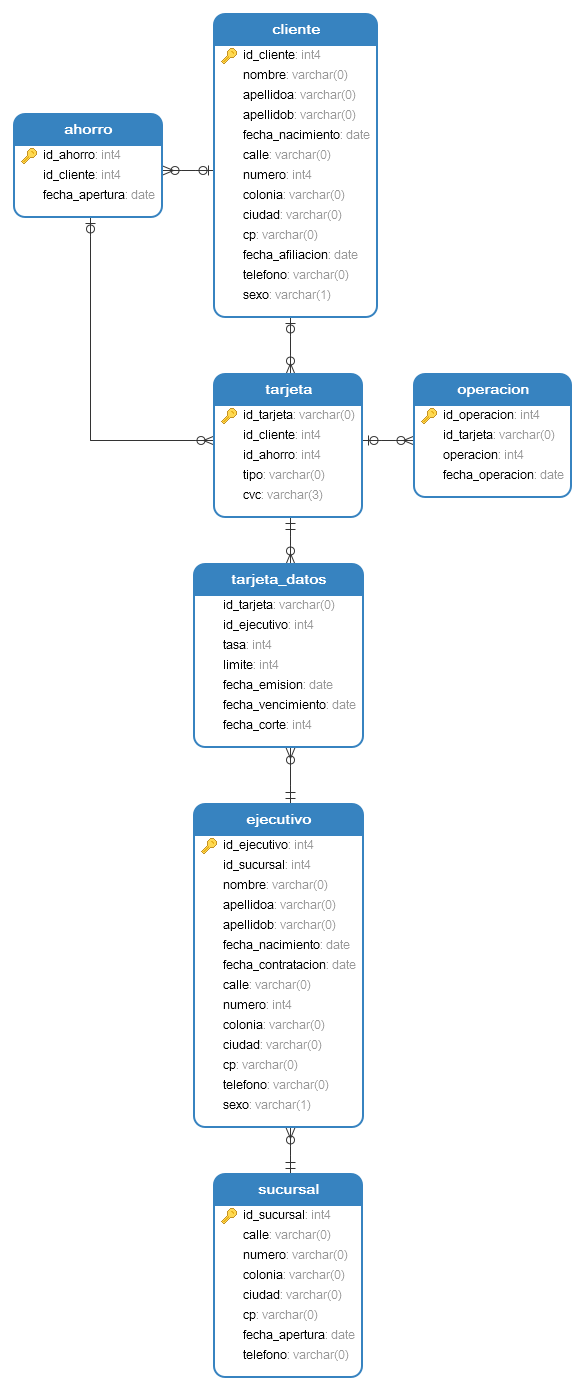 cliente
id_cliente: int4
nombre: varchar(0)
apellidoa: varchar(0)
apellidob: varchar(0)
fecha_nacimiento: date
calle: varchar(0)
numero: int4
colonia: varchar(0)
ciudad: varchar(0)
cp: varchar(0)
fecha_afiliacion: date
telefono: varchar(0)
sexo: varchar(1)
ahorro
id_ahorro: int4
id_cliente: int4
fecha_apertura: date
tarjeta
id_tarjeta: varchar(0)
id_cliente: int4
id_ahorro: int4
tipo: varchar(0)
cvc: varchar(3)
operacion
id_operacion: int4
id_tarjeta: varchar(0)
operacion: int4
fecha_operacion: date
tarjeta_datos
id_tarjeta: varchar(0)
id_ejecutivo: int4
tasa: int4
limite: int4
fecha_emision: date
fecha_vencimiento: date
fecha_corte: int4
ejecutivo
id_ejecutivo: int4
id_sucursal: int4
nombre: varchar(0)
apellidoa: varchar(0)
apellidob: varchar(0)
fecha_nacimiento: date
fecha_contratacion: date
calle: varchar(0)
numero: int4
colonia: varchar(0)
ciudad: varchar(0)
cp: varchar(0)
telefono: varchar(0)
sexo: varchar(1)
sucursal
id_sucursal: int4
calle: varchar(0)
numero: varchar(0)
colonia: varchar(0)
ciudad: varchar(0)
cp: varchar(0)
fecha_apertura: date
telefono: varchar(0)